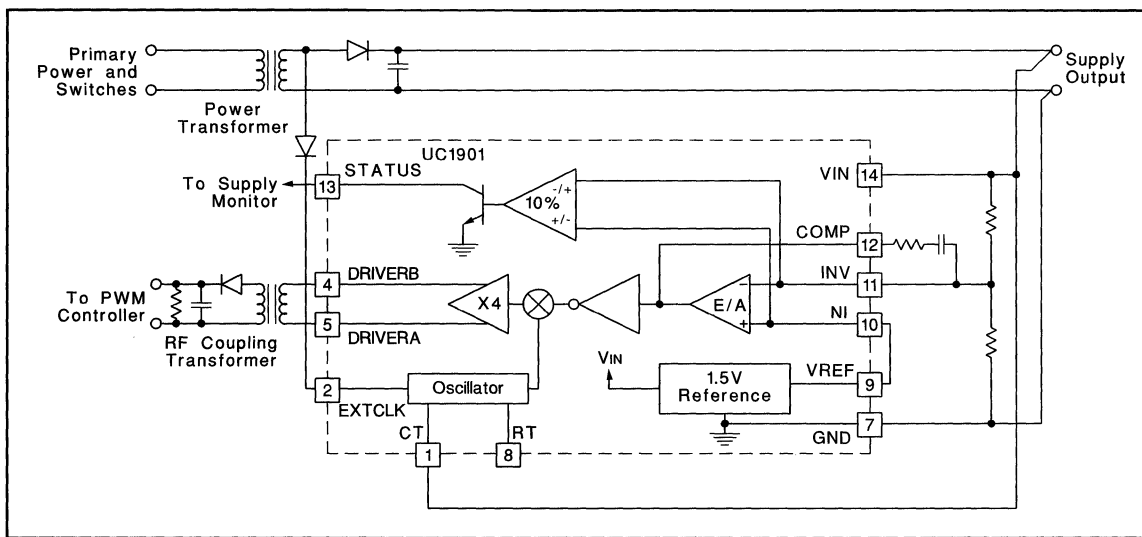 Primary
Power and
Switches
Power
Transformer
Supply
Output
UC1901
STATUS
13
To Supply
Monitor
10%
-/+
+/-
VIN
14
COMP
12
INV
11
NI
10
DRIVERB
4
To PWM
Controller
5
DRIVERA
RF Coupling
Transformer
X4
E/A
−
+
VIN
1.5V
Reference
VREF
9
2
EXTCLK
Oscillator
7
GND
CT
RT
1
8